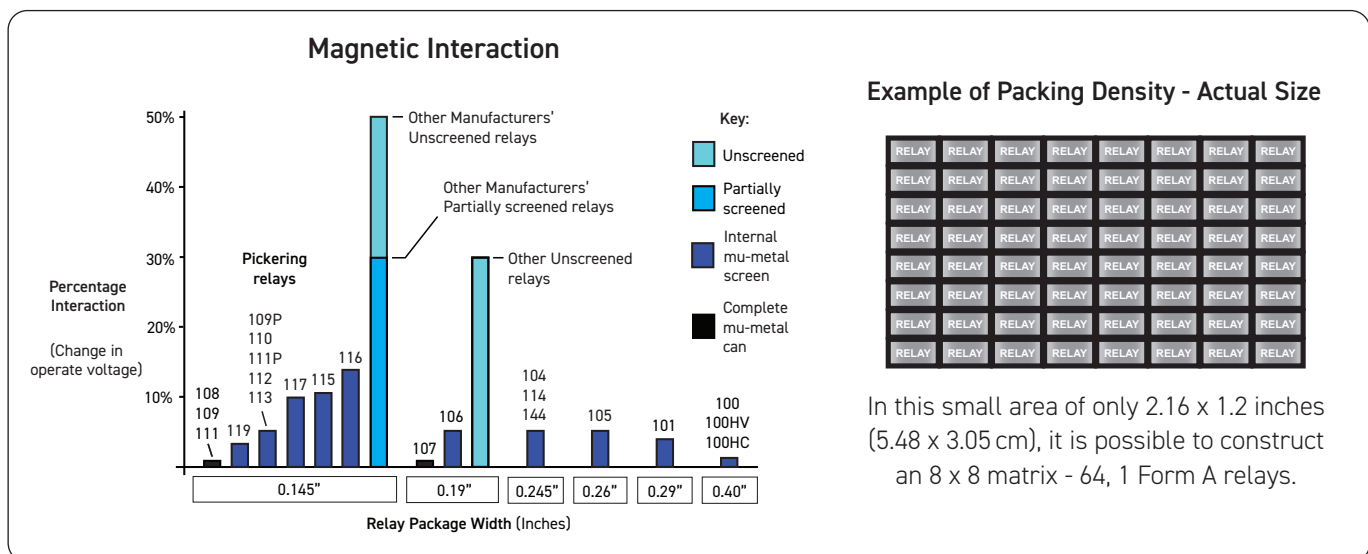 Magnetic Interaction
50%
40%
30%
20%
10%
Percentage
Interaction
(Change in
operate voltage)
Pickering
relays
108
109
111
119
109P
110
111P
112
113
117
115
116
Other Manufacturers’
Unscreened relays
Other Manufacturers’
Partially screened relays
107
106
Other Unscreened
relays
104
114
144
105
101
100
100HV
100HC
0.145”
0.19”
0.245”
0.26”
0.29”
0.40”
Relay Package Width (Inches)
Key:
Unscreened
Partially
screened
Internal
mu-metal
screen
Complete
mu-metal
can
Example of Packing Density - Actual Size
RELAY RELAY RELAY RELAY RELAY RELAY RELAY RELAY
RELAY RELAY RELAY RELAY RELAY RELAY RELAY RELAY
RELAY RELAY RELAY RELAY RELAY RELAY RELAY RELAY
RELAY RELAY RELAY RELAY RELAY RELAY RELAY RELAY
RELAY RELAY RELAY RELAY RELAY RELAY RELAY RELAY
RELAY RELAY RELAY RELAY RELAY RELAY RELAY RELAY
RELAY RELAY RELAY RELAY RELAY RELAY RELAY RELAY
RELAY RELAY RELAY RELAY RELAY RELAY RELAY RELAY
In this small area of only 2.16 x 1.2 inches
(5.48 x 3.05 cm), it is possible to construct
an 8 x 8 matrix - 64, 1 Form A relays.